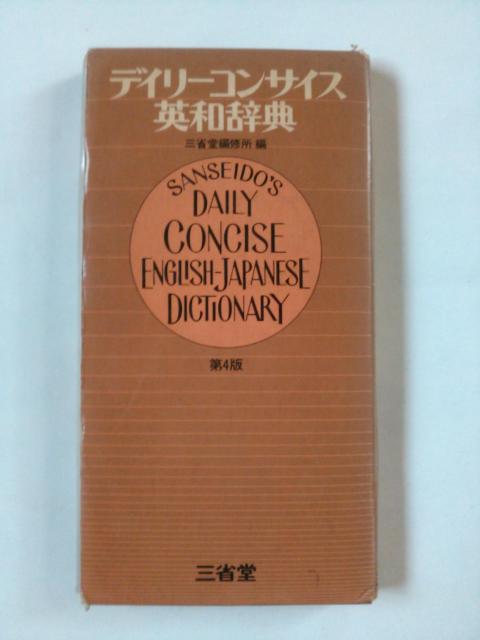 デイリーコンサイス
英和辞典
三省堂編修所 編
SANSEIDO'S
DAILY
CONCISE
ENGLISH-JAPANESE
DICTIONARY
第4版
三省堂